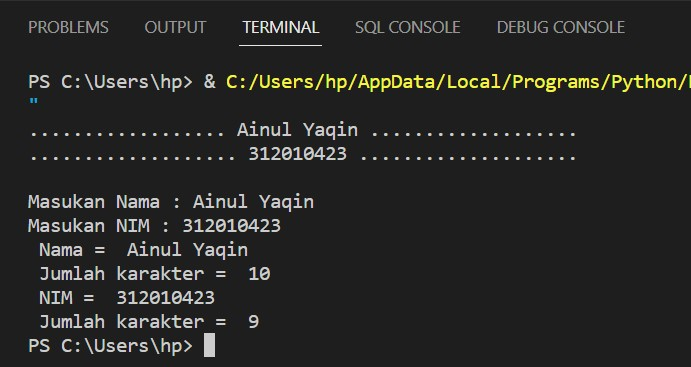 PROBLEMS OUTPUT TERMINAL SQL CONSOLE DEBUG CONSOLE
PS C:\Users\hp> & C:/Users/hp/AppData/Local/Programs/Python/
"
.................. Ainul Yaqin ...................
................... 312010423 ....................
Masukan Nama : Ainul Yaqin
Masukan NIM : 312010423
Nama =  Ainul Yaqin
Jumlah karakter =  10
NIM =  312010423
Jumlah karakter =  9
PS C:\Users\hp>